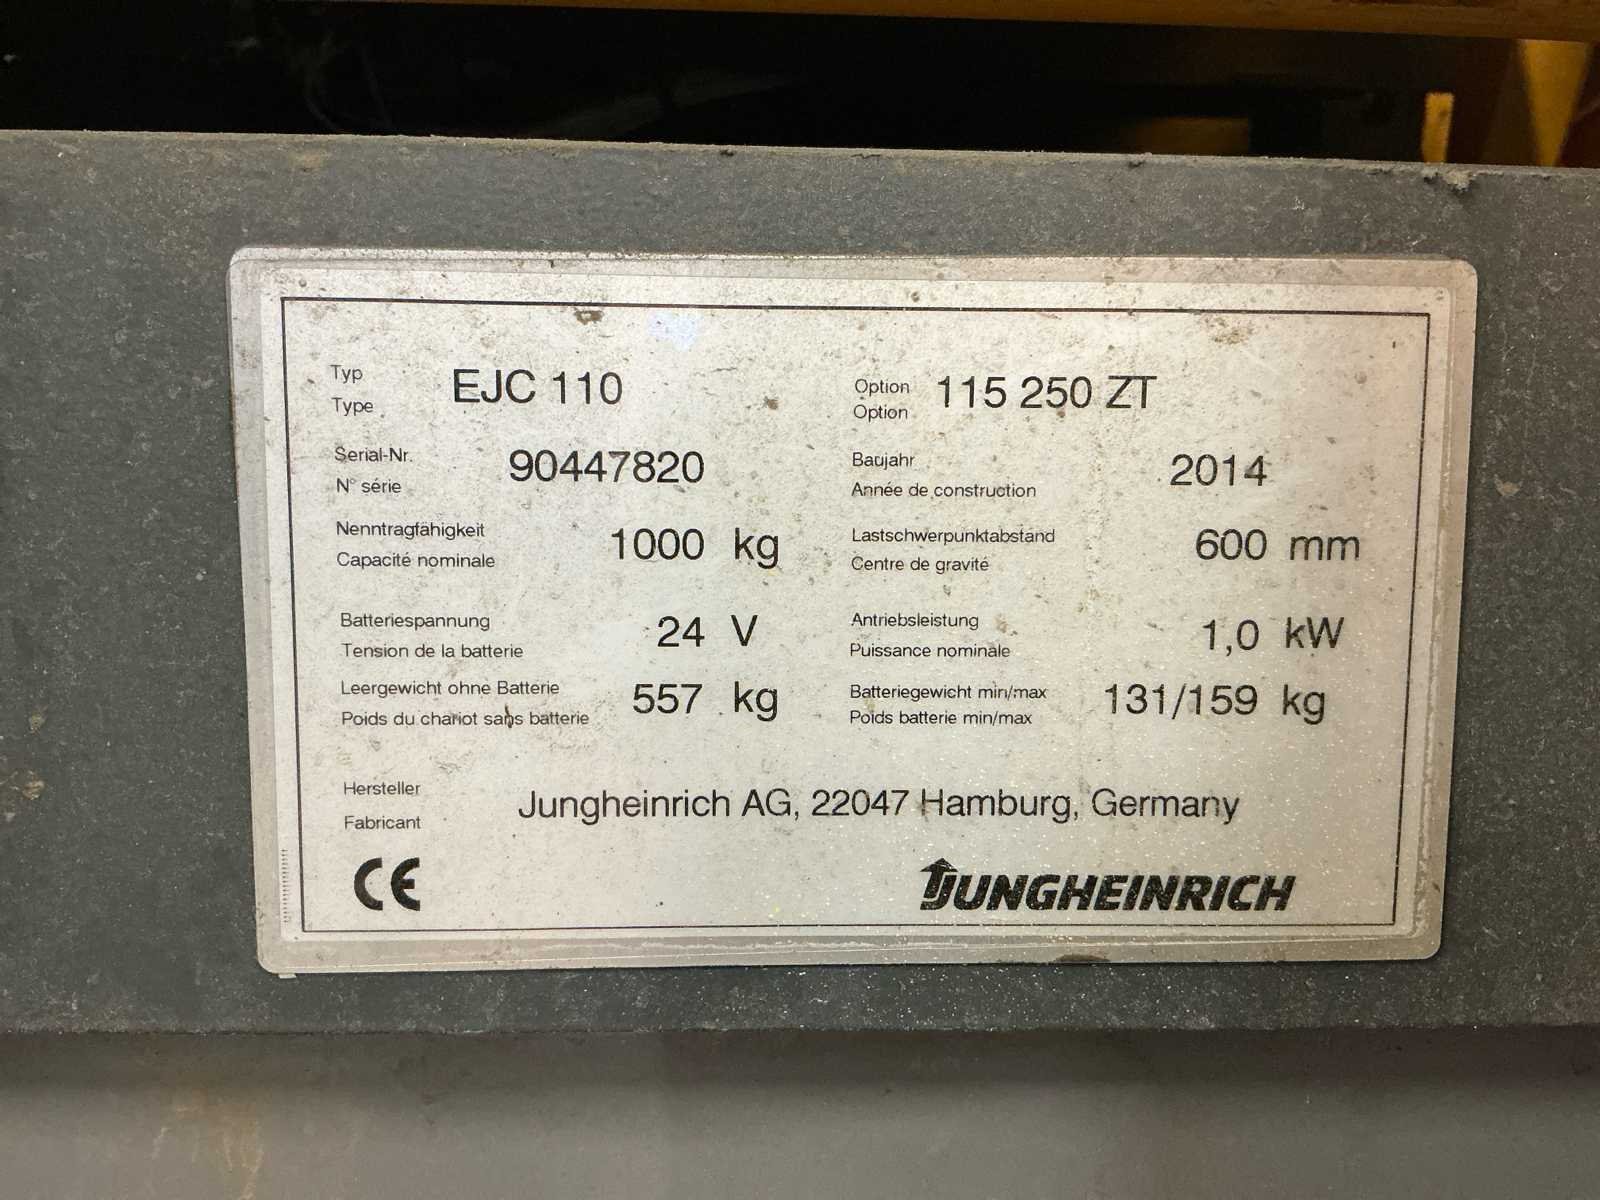 Typ
Type
EJC 110
Option
Option
115 250 ZT
Serial-Nr.
N° série
90447820
Baujahr
Année de construction
2014
Nenntragfähigkeit
Capacité nominale
1000 kg
Lastschwerpunktabstand
Centre de gravité
600 mm
Batteriespannung
Tension de la batterie
24 V
Antriebsleistung
Puissance nominale
1,0 kW
Leergewicht ohne Batterie
Poids du chariot sans batterie
557 kg
Batteriegewicht min/max
Poids batterie min/max
131/159 kg
Hersteller
Fabricant
Jungheinrich AG, 22047 Hamburg, Germany
CE
JUNGHEINRICH